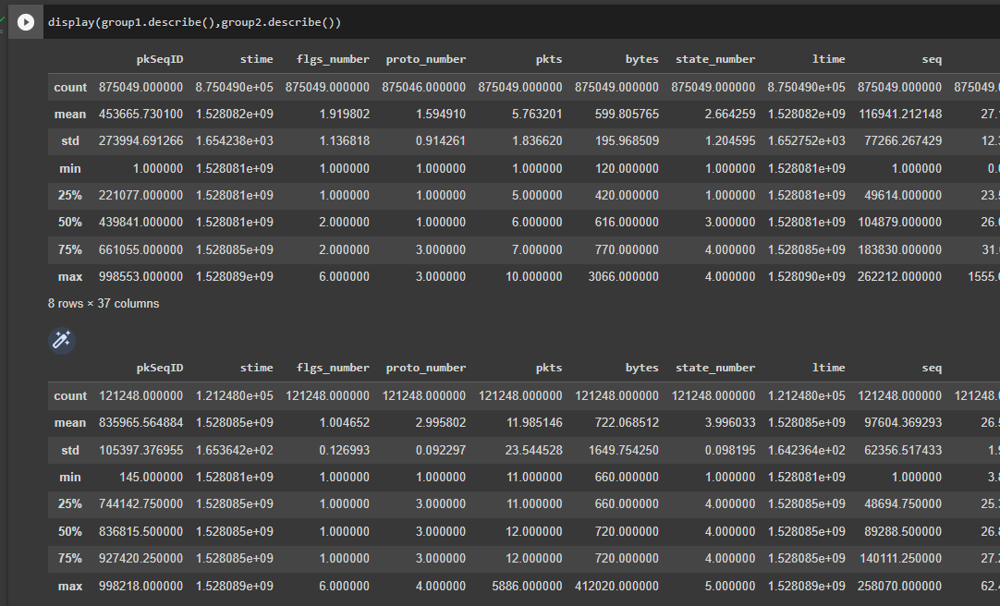 display(group1.describe(),group2.describe())
pkSeqID stime flgs_number proto_number pkts bytes state_number ltime seq
count 875049.000000 8.750490e+05 875049.000000 875046.000000 875049.000000 875049.000000 875049.000000 8.750490e+05 875049.000000 875049.
mean 453665.730100 1.528082e+09 1.919802 1.594910 5.763201 599.805765 2.664259 1.528082e+09 116941.212148 27.
std 273994.691266 1.654238e+03 1.136818 0.914261 1.836620 195.968509 1.204595 1.652752e+03 77266.267429 12.
min 1.000000 1.528081e+09 1.000000 1.000000 1.000000 120.000000 1.000000 1.528081e+09 1.000000 0.
25% 221077.000000 1.528081e+09 1.000000 1.000000 5.000000 420.000000 1.000000 1.528081e+09 49614.000000 23.
50% 439841.000000 1.528081e+09 2.000000 1.000000 6.000000 616.000000 3.000000 1.528081e+09 104879.000000 26.
75% 661055.000000 1.528085e+09 2.000000 3.000000 7.000000 770.000000 4.000000 1.528085e+09 183830.000000 31.
max 998553.000000 1.528089e+09 6.000000 3.000000 10.000000 3066.000000 4.000000 1.528090e+09 262212.000000 1555.
8 rows × 37 columns
pkSeqID stime flgs_number proto_number pkts bytes state_number ltime seq
count 121248.000000 1.212480e+05 121248.000000 121248.000000 121248.000000 121248.000000 121248.000000 1.212480e+05 121248.000000 121248.
mean 835965.564884 1.528085e+09 1.004652 2.995802 11.985146 722.068512 3.996033 1.528085e+09 97604.369293 26.
std 105397.376955 1.653642e+02 0.126993 0.092297 23.544528 1649.754250 0.098195 1.642364e+02 62356.517433 1.
min 145.000000 1.528081e+09 1.000000 1.000000 11.000000 660.000000 1.000000 1.528081e+09 1.000000 3.
25% 744142.750000 1.528085e+09 1.000000 3.000000 11.000000 660.000000 4.000000 1.528085e+09 48694.750000 25.
50% 836815.500000 1.528085e+09 1.000000 3.000000 12.000000 720.000000 4.000000 1.528085e+09 89288.500000 26.
75% 927420.250000 1.528085e+09 1.000000 3.000000 12.000000 720.000000 4.000000 1.528085e+09 140111.250000 27.
max 998218.000000 1.528089e+09 6.000000 4.000000 5886.000000 412020.000000 5.000000 1.528089e+09 258070.000000 62.